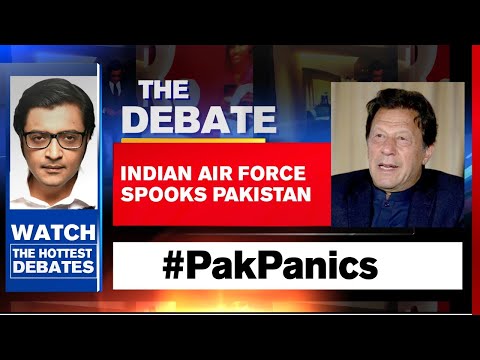 THE
DEBATE
INDIAN AIR FORCE
SPOOKS PAKISTAN
WATCH
THE HOTTEST
DEBATES
#PakPanics